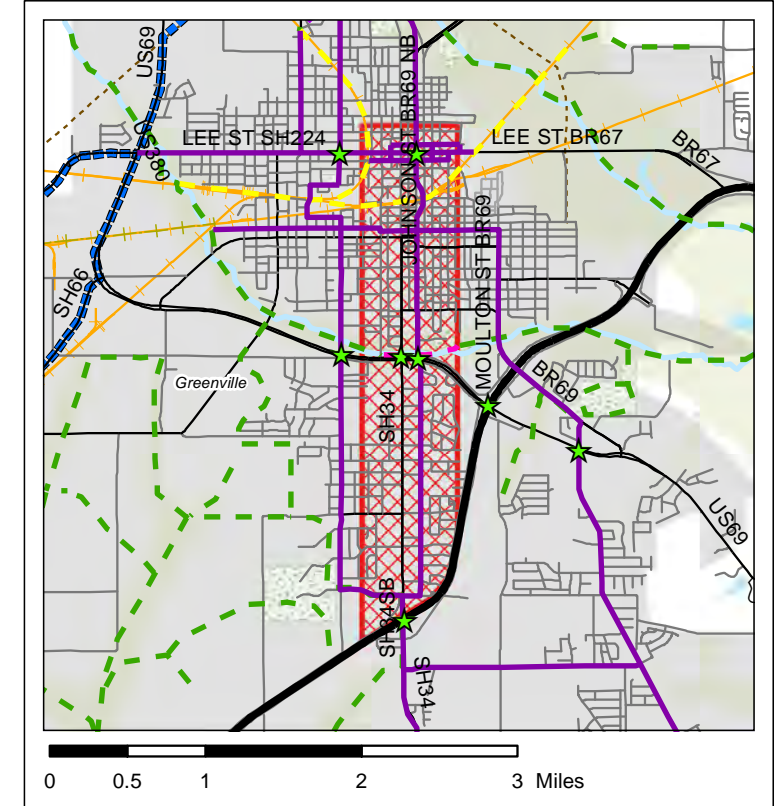 US69
ST BR69 NB
US380
LEE ST SH224
LEE ST BR67
BR67
JOHNSON
MOULTON ST BR69
SH66
Greenville
BR69
SH34
US69
SH34SB
SH34
0 0.5 1 2 3 Miles